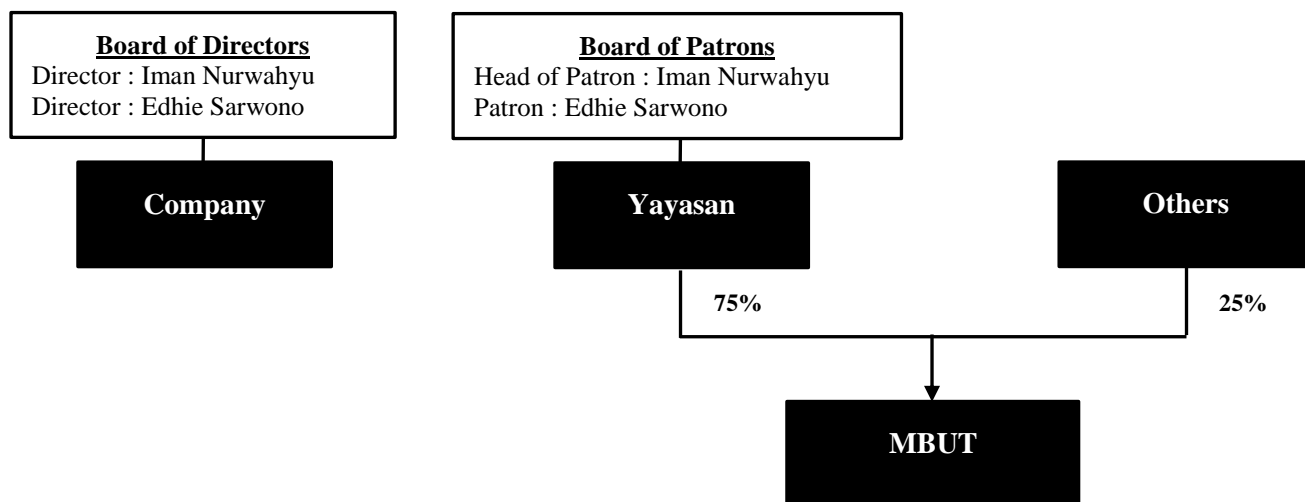 Board of Directors
Director : Iman Nurwahyu
Director : Edhie Sarwono
Board of Patrons
Head of Patron : Iman Nurwahyu
Patron : Edhie Sarwono
Company
Yayasan
Others
75%
25%
MBUT